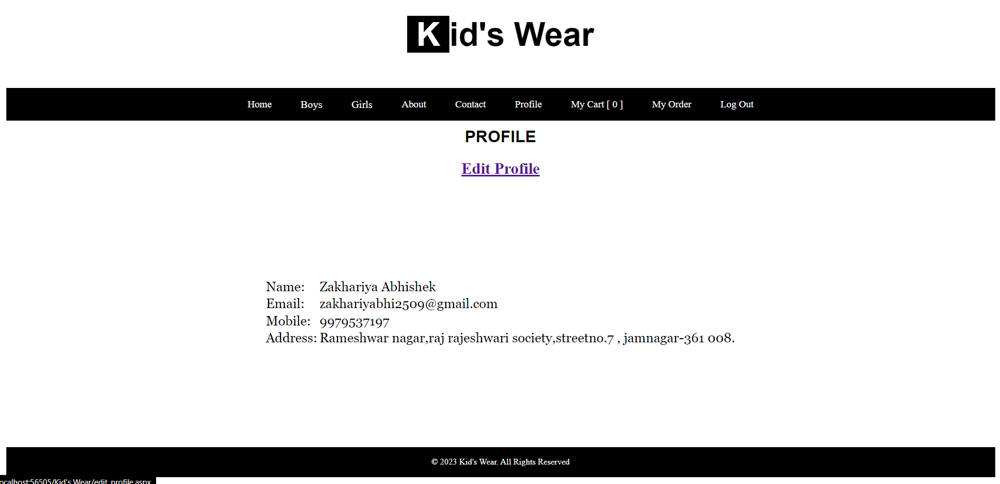 Kid's Wear
Home Boys Girls About Contact Profile My Cart [ 0 ] My Order Log Out
PROFILE
Edit Profile
Name: Zakhariya Abhishek
Email: zakhariyabhi2509@gmail.com
Mobile: 9979537197
Address: Rameshwar nagar,raj rajeshwari society,streetno.7 , jamnagar-361 008.
© 2023 Kid's Wear. All Rights Reserved
ocalhost:56505/Kid's Wear/edit_profile.aspx